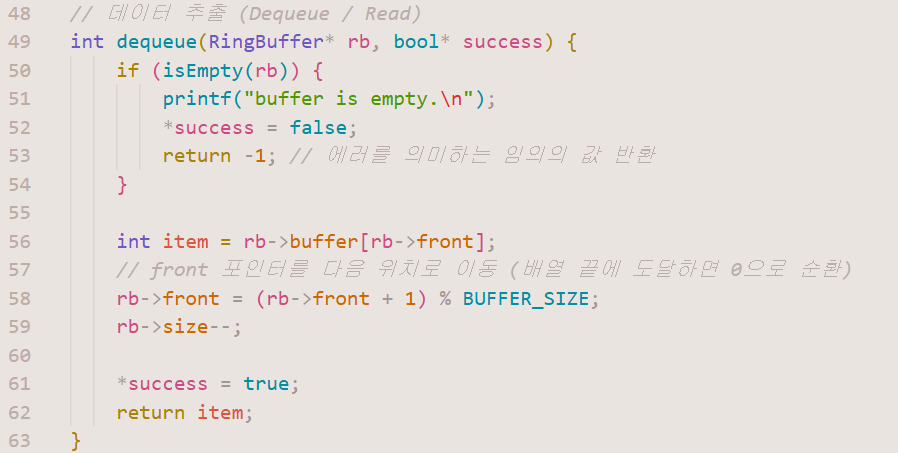 48 // 데이터 추출 (Dequeue / Read)
49 int dequeue(RingBuffer* rb, bool* success) {
50     if (isEmpty(rb)) {
51         printf("buffer is empty.\n");
52         *success = false;
53         return -1; // 에러를 의미하는 임의의 값 반환
54     }
55
56     int item = rb->buffer[rb->front];
57     // front 포인터를 다음 위치로 이동 (배열 끝에 도달하면 0으로 순환)
58     rb->front = (rb->front + 1) % BUFFER_SIZE;
59     rb->size--;
60
61     *success = true;
62     return item;
63 }